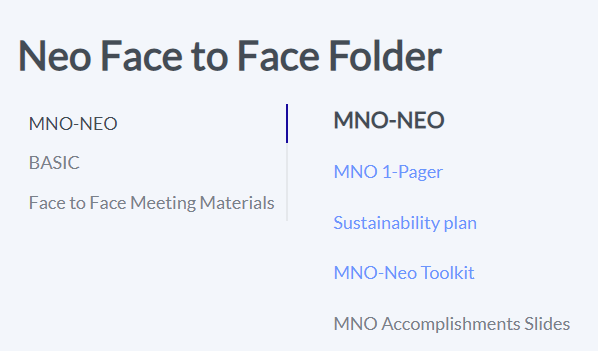 Neo Face to Face Folder
MNO-NEO
BASIC
Face to Face Meeting Materials
MNO-NEO
MNO 1-Pager
Sustainability plan
MNO-Neo Toolkit
MNO Accomplishments Slides